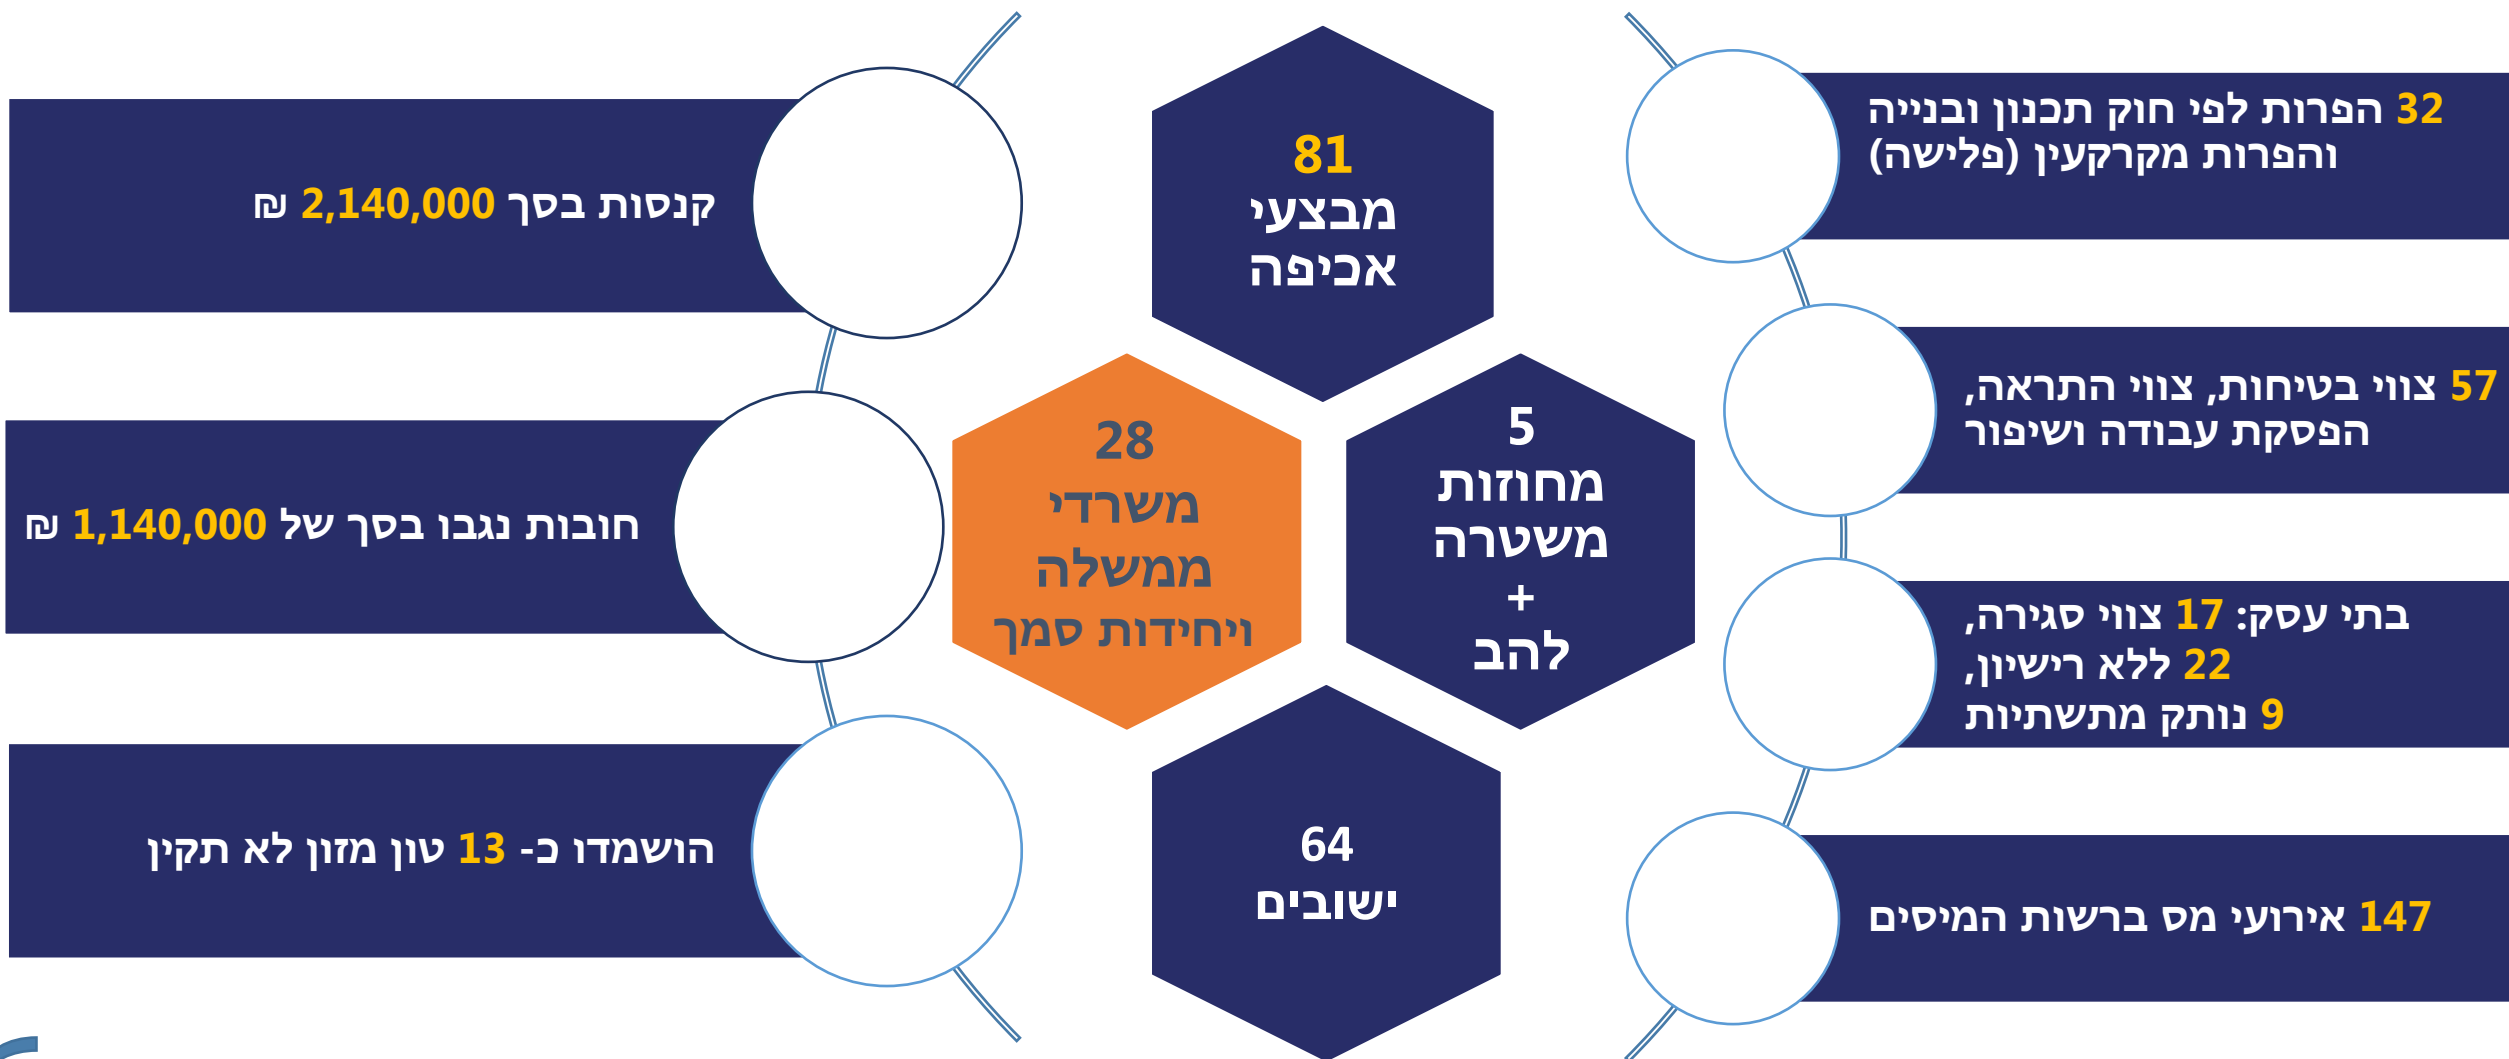 32 הפרות לפי חוק תכנון ובנייה
והפרות מקרקעין (פלישה)
57 צווי בטיחות, צווי התראה,
הפסקת עבודה ושיפור
בתי עסק: 17 צווי סגירה,
22 ללא רישיון,
9 נותק מתשתיות
147 אירועי מס ברשות המיסים
81
מבצעי
אכיפה
5
מחוזות
משטרה
+
להב
28
משרדי
ממשלה
ויחידות סמך
64
ישובים
קנסות בסך 2,140,000 ₪
חובות נגבו בסך של 1,140,000 ₪
הושמדו כ- 13 טון מזון לא תקין